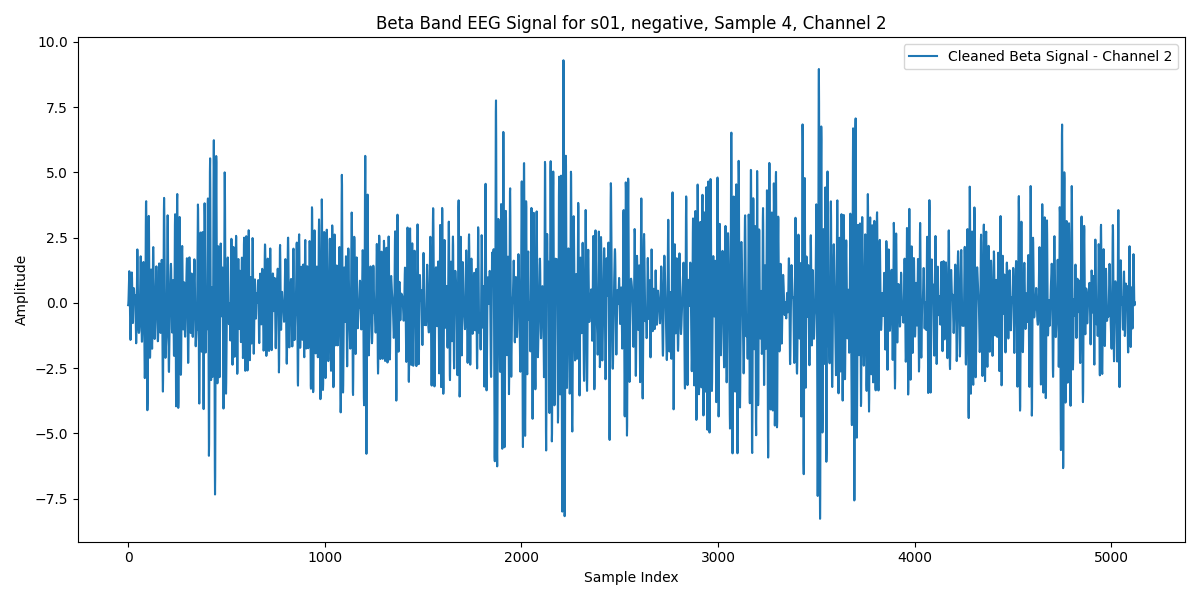 Beta Band EEG Signal for s01, negative, Sample 4, Channel 2
Cleaned Beta Signal - Channel 2
Amplitude
10.0
7.5
5.0
2.5
0.0
−2.5
−5.0
−7.5
0 1000 2000 3000 4000 5000
Sample Index